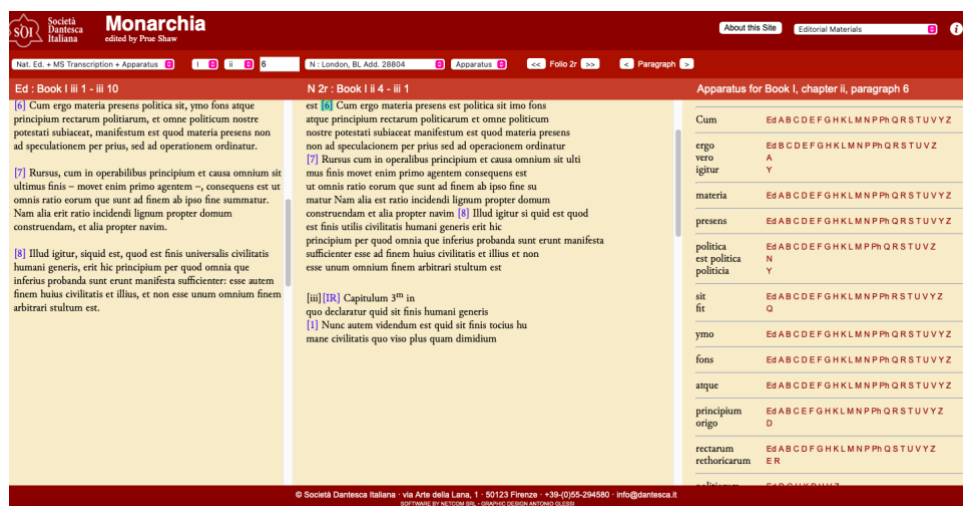 SDI
Società
Dantesca
Italiana
Monarchia
edited by Prue Shaw
About this Site
Editorial Materials
i
Nat. Ed. + MS Transcription + Apparatus
I
ii
6
N : London, BL Add. 28804
Apparatus
<< Folio 2r >>
< Paragraph >
Ed : Book I iii 1 - iii 10
[6] Cum ergo materia presens politica sit, ymo fons atque
principium rectarum politiarum, et omne politicum nostre
potestati subiaceat, manifestum est quod materia presens non
ad speculationem per prius, sed ad operationem ordinatur.
[7] Rursus, cum in operabilibus principium et causa omnium sit
ultimus finis – movet enim primo agentem –, consequens est ut
omnis ratio eorum que sunt ad finem ab ipso fine summatur.
Nam alia erit ratio incidendi lignum propter domum
construendam, et alia propter navim.
[8] Illud igitur, siquid est, quod est finis universalis civilitatis
humani generis, erit hic principium per quod omnia que
inferius probanda sunt erunt manifesta sufficienter: esse autem
finem huius civilitatis et illius, et non esse unum omnium finem
arbitrari stultum est.
N 2r : Book I ii 4 - iii 1
est [6] Cum ergo materia presens est politica sit imo fons
atque principium rectarum politicarum et omne politicum
nostre potestati subiaceat manifestum est quod materia presens
non ad speculacionem per prius sed ad operacionem ordinatur
[7] Rursus cum in operalibus principium et causa omnium sit ulti
mus finis movet enim primo agentem consequens est
ut omnis ratio eorum que sunt ad finem ab ipso fine su
matur Nam alia est ratio incidendi lignum propter domum
construendam et alia propter navim [8] Illud igitur si quid est quod
est finis utilis civilitatis humani generis erit hic
principium per quod omnia que inferius probanda sunt erunt manifesta
sufficienter esse ad finem huius civilitatis et illius et non
esse unum omnium finem arbitrari stultum est
[iii][IR] Capitulum 3m in
quo declaratur quid sit finis humani generis
[1] Nunc autem videndum est quid sit finis tocius hu
mane civilitatis quo viso plus quam dimidium
Apparatus for Book I, chapter ii, paragraph 6
Cum Ed A B C D E F G H K L M N P Ph Q R S T U V Y Z
ergo Ed B C D E F G H K L M N P Ph Q R S T U V Z
vero A
igitur Y
materia Ed A B C D E F G H K L M N P Ph Q R S T U V Y Z
presens Ed A B C D E F G H K L M N P Ph Q R S T U V Y Z
politica Ed A B C D E F G H K L M P Ph Q R S T U V Z
est politica N
politicia Y
sit Ed A B C D E F G H K L M N P Ph R S T U V Y Z
fit Q
ymo Ed A B C D E F G H K L M N P Ph Q R S T U V Y Z
fons Ed A B C D E F G H K L M N P Ph Q R S T U V Y Z
atque Ed A B C D E F G H K L M N P Ph Q R S T U V Y Z
principium Ed A B C E F G H K L M N P Ph Q R S T U V Y Z
origo D
rectarum Ed A B C D F G H K L M N P Ph Q S T U V Y Z
rethoricarum E R
© Società Dantesca Italiana · via Arte della Lana, 1 · 50123 Firenze · +39-(0)55-294580 · info@dantesca.it
SOFTWARE BY NETCOM SRL - GRAPHIC DESIGN ANTONIO GLESSI